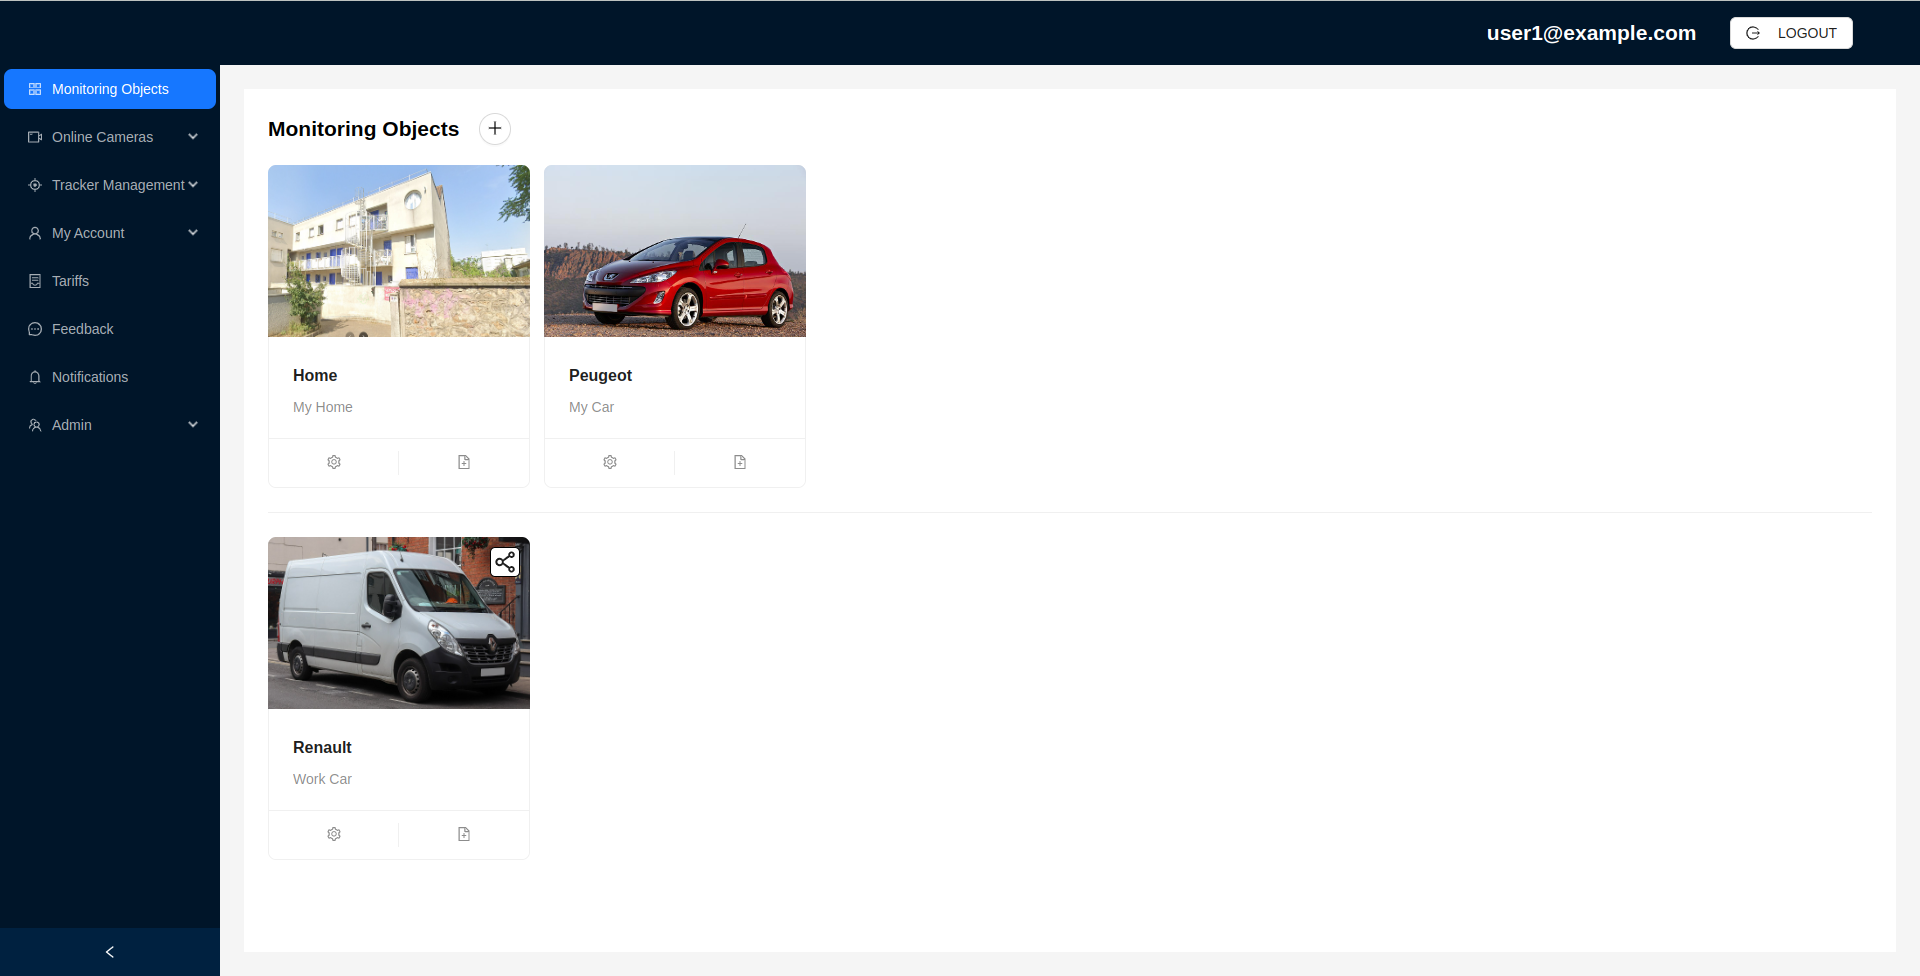 user1@example.com
LOGOUT
Monitoring Objects
Online Cameras
Tracker Management
My Account
Tariffs
Feedback
Notifications
Admin
Monitoring Objects
Home
My Home
Peugeot
My Car
Renault
Work Car